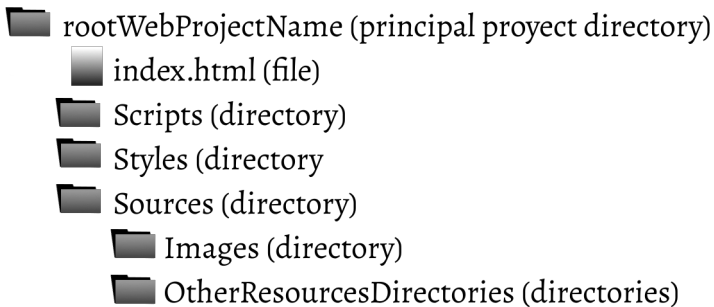 rootWebProjectName (principal proyect directory)
index.html (file)
Scripts (directory)
Styles (directory
Sources (directory)
Images (directory)
OtherResourcesDirectories (directories)